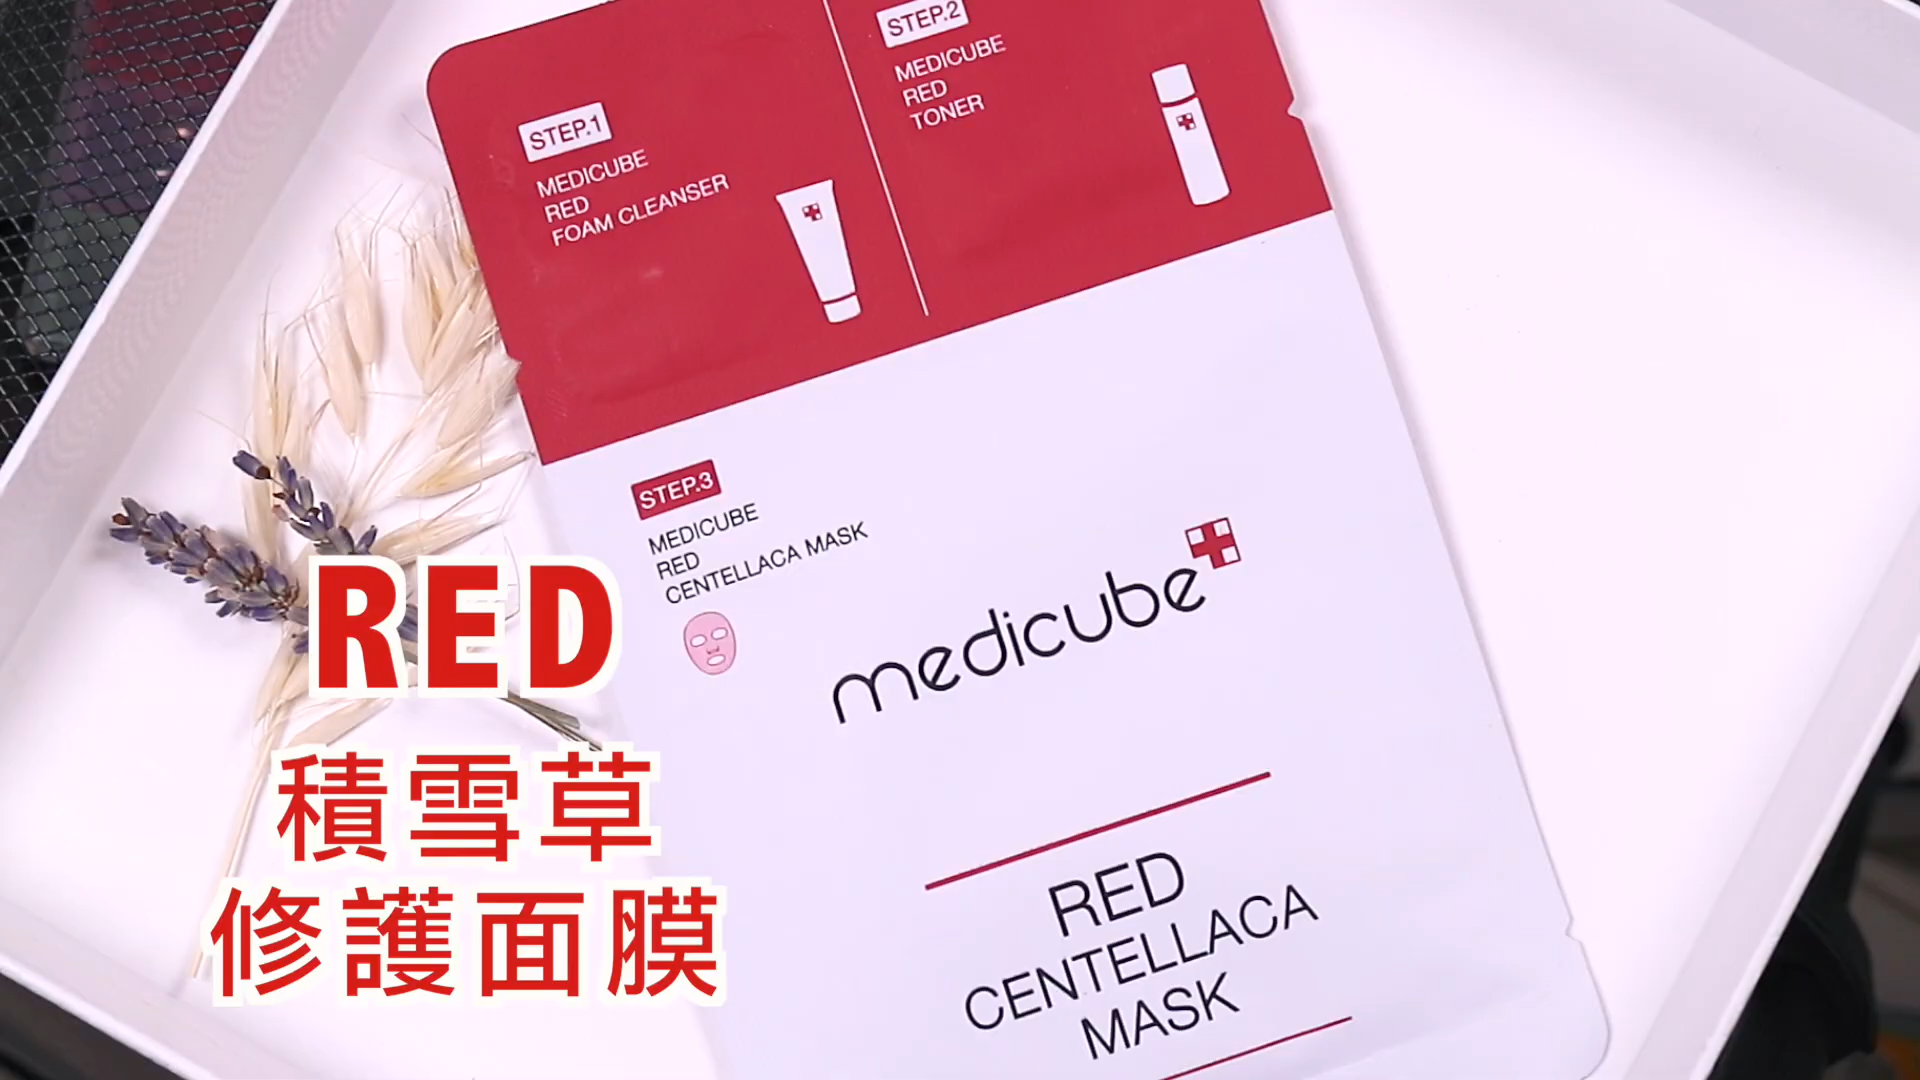 STEP.1
MEDICUBE
RED
FOAM CLEANSER
STEP.2
MEDICUBE
RED
TONER
STEP.3
MEDICUBE
RED
CENTELLACA MASK
medicube
RED
CENTELLACA
MASK
RED
積雪草
修護面膜